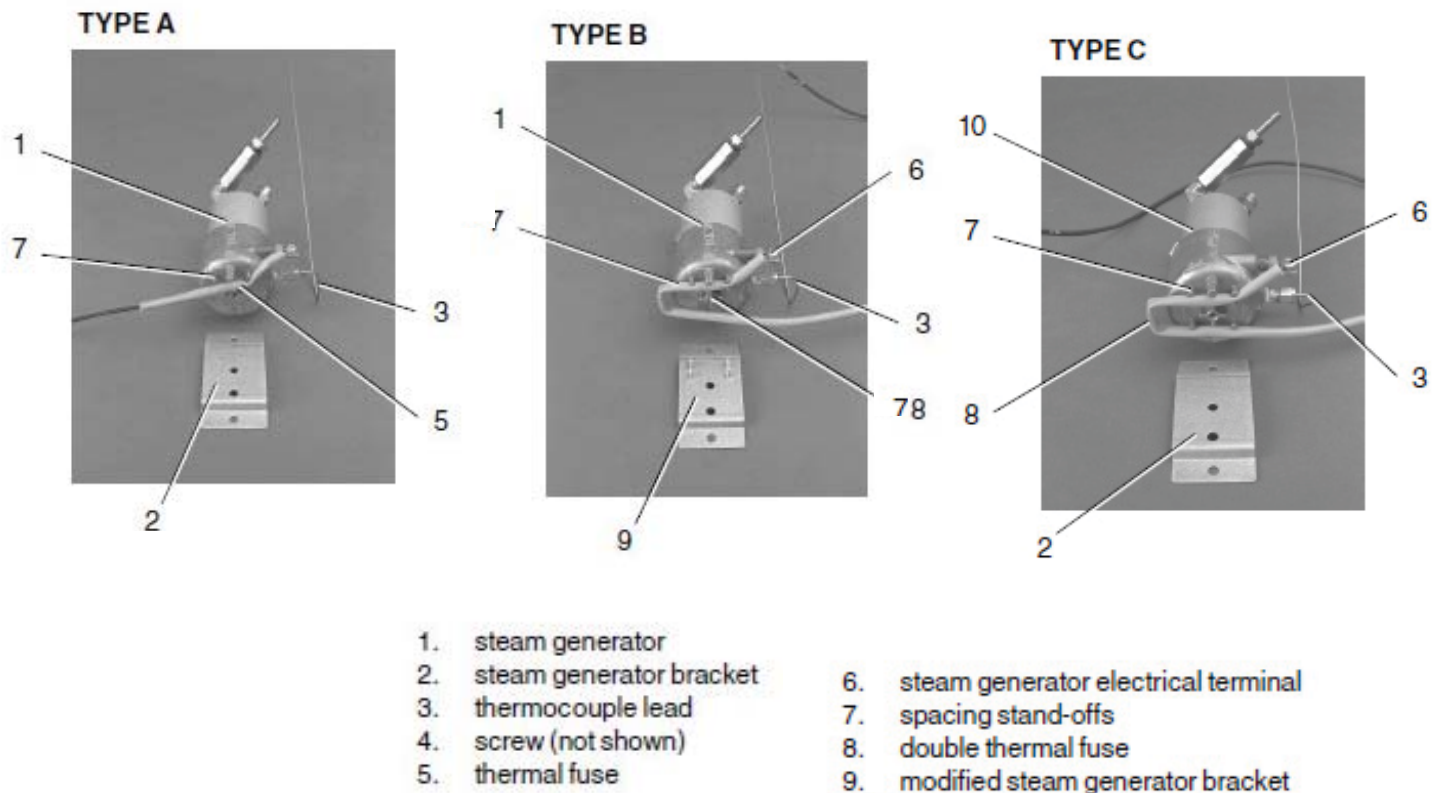 TYPE A
TYPE B
TYPE C
1
7
3
5
2
1
6
7
3
78
9
10
7
6
8
3
2
1. steam generator
2. steam generator bracket
3. thermocouple lead
4. screw (not shown)
5. thermal fuse
6. steam generator electrical terminal
7. spacing stand-offs
8. double thermal fuse
9. modified steam generator bracket